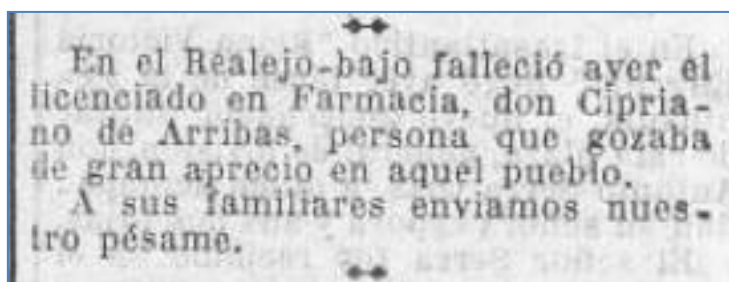 En el Realejo-bajo falleció ayer el
licenciado en Farmacia, don Cipria-
no de Arribas, persona que gozaba
de gran aprecio en aquel pueblo.
A sus familiares enviamos nues-
tro pésame.